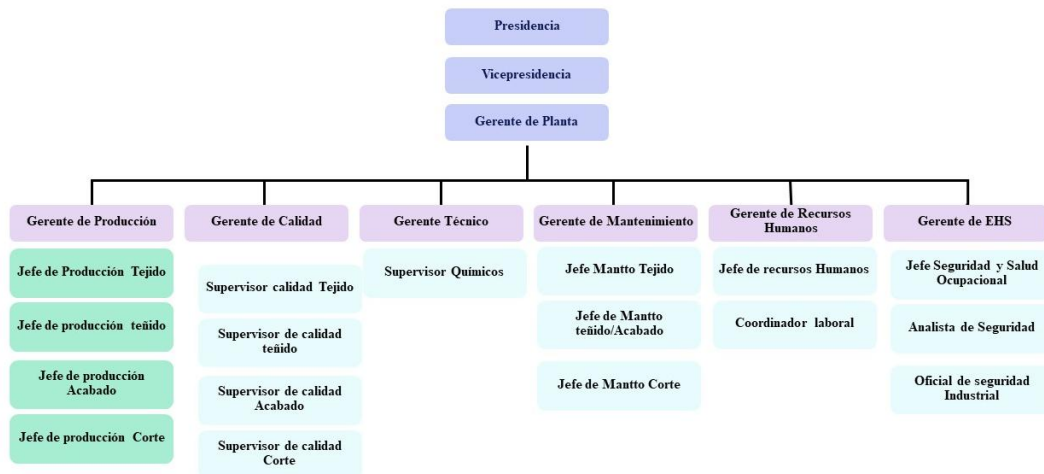 Presidencia
Vicepresidencia
Gerente de Planta
Gerente de Producción
Jefe de Producción Tejido
Jefe de producción teñido
Jefe de producción
Acabado
Jefe de producción Corte
Gerente de Calidad
Supervisor calidad Tejido
Supervisor de calidad
teñido
Supervisor de calidad
Acabado
Supervisor de calidad
Corte
Gerente Técnico
Supervisor Químicos
Gerente de Mantenimiento
Jefe Mantto Tejido
Jefe de Mantto
teñido/Acabado
Jefe de Mantto Corte
Gerente de Recursos
Humanos
Jefe de recursos Humanos
Coordinador laboral
Gerente de EHS
Jefe Seguridad y Salud
Ocupacional
Analista de Seguridad
Oficial de seguridad
Industrial